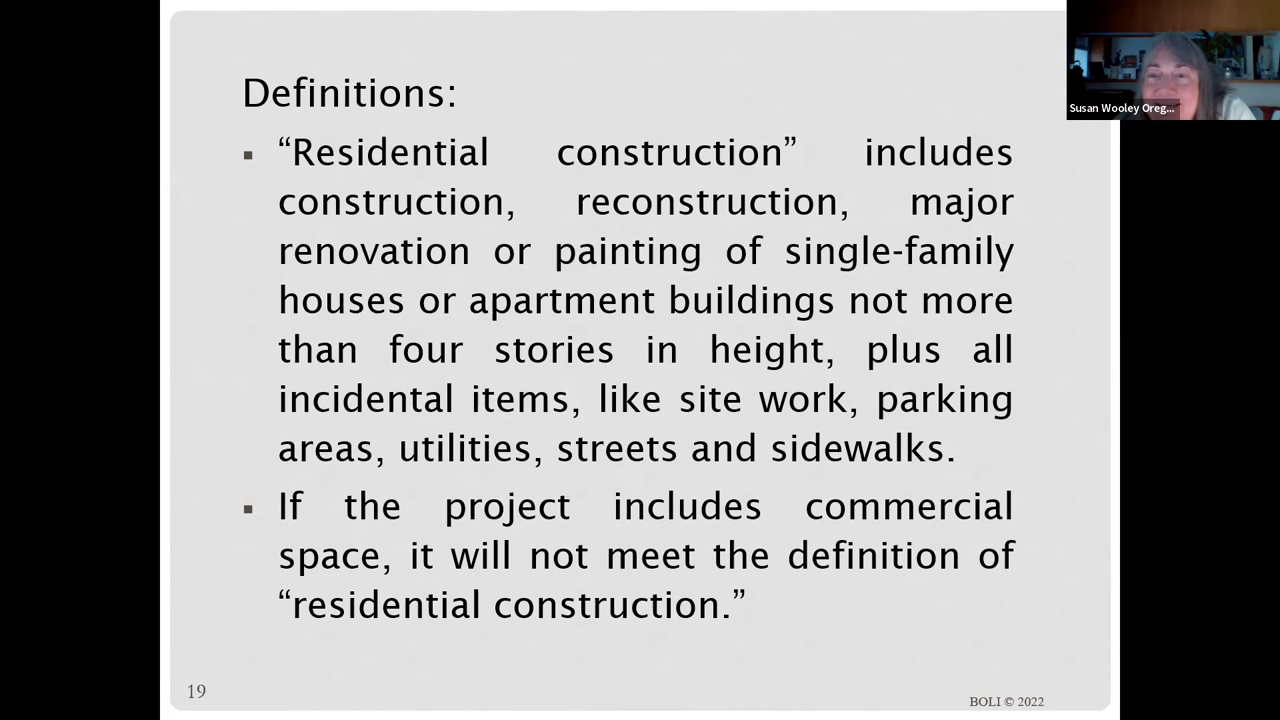 Definitions:
▪ “Residential construction” includes
construction, reconstruction, major
renovation or painting of single-family
houses or apartment buildings not more
than four stories in height, plus all
incidental items, like site work, parking
areas, utilities, streets and sidewalks.
▪ If the project includes commercial
space, it will not meet the definition of
“residential construction.”
19
BOLI © 2022
Susan Wooley Oreg...